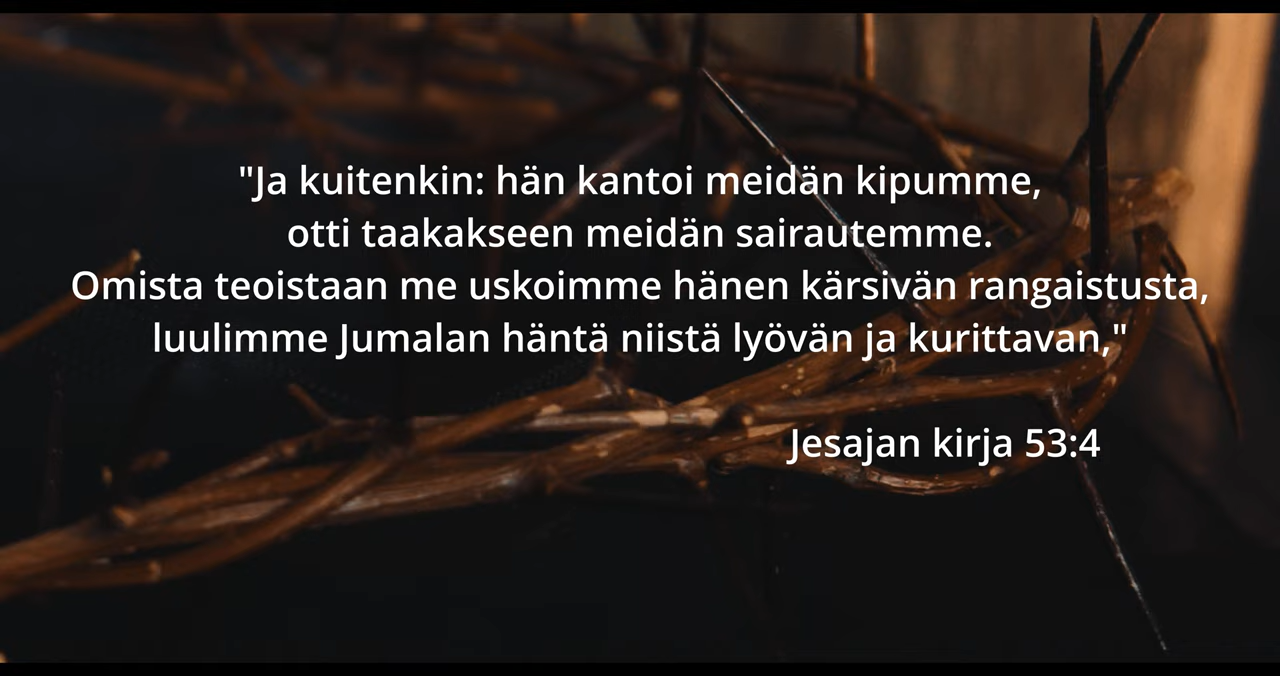 "Ja kuitenkin: hän kantoi meidän kipumme,
otti taakakseen meidän sairautemme.
Omista teoistaan me uskoimme hänen kärsivän rangaistusta,
luulimme Jumalan häntä niistä lyövän ja kurittavan,"
Jesajan kirja 53:4